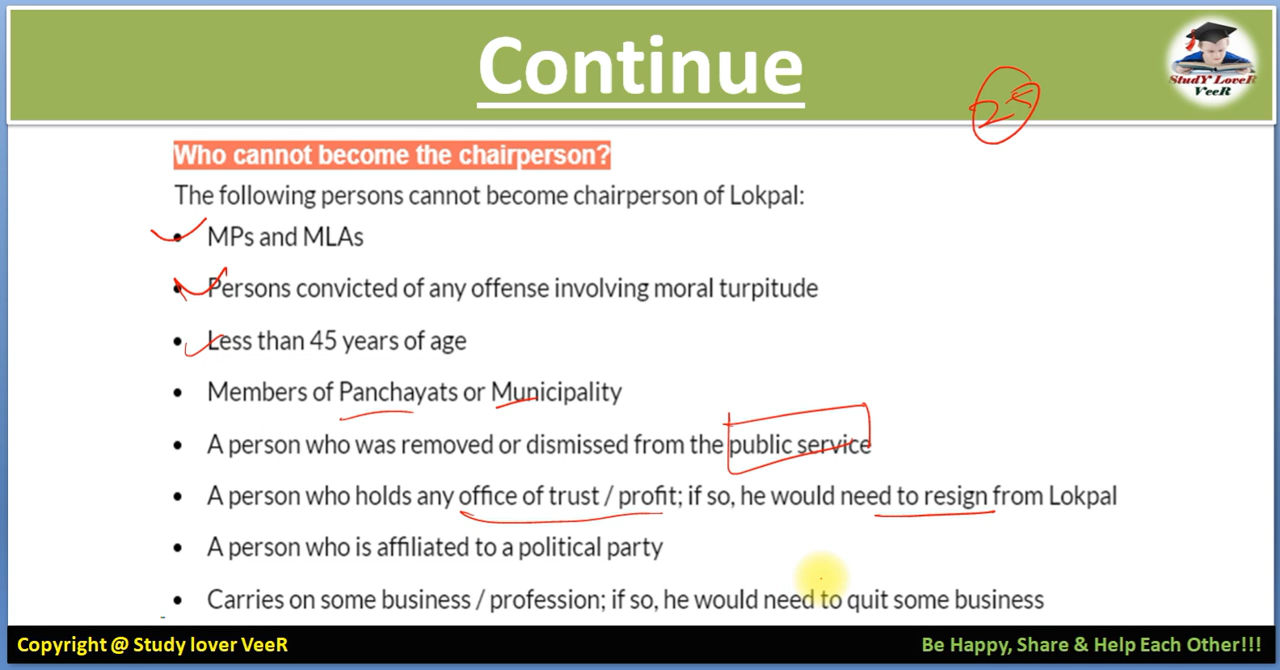 Continue
StudY LoveR
VeeR
25
Who cannot become the chairperson?
The following persons cannot become chairperson of Lokpal:
• MPs and MLAs
• Persons convicted of any offense involving moral turpitude
• Less than 45 years of age
• Members of Panchayats or Municipality
• A person who was removed or dismissed from the public service
• A person who holds any office of trust / profit; if so, he would need to resign from Lokpal
• A person who is affiliated to a political party
• Carries on some business / profession; if so, he would need to quit some business
Copyright @ Study lover VeeR
Be Happy, Share & Help Each Other!!!